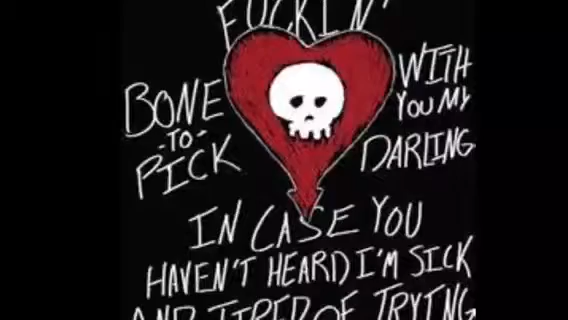 FUCKIN'
BONE
-TO-
PICK
WITH
YOU MY
DARLING
IN CASE YOU
HAVEN'T HEARD I'M SICK
AND TIRED OF TRYING